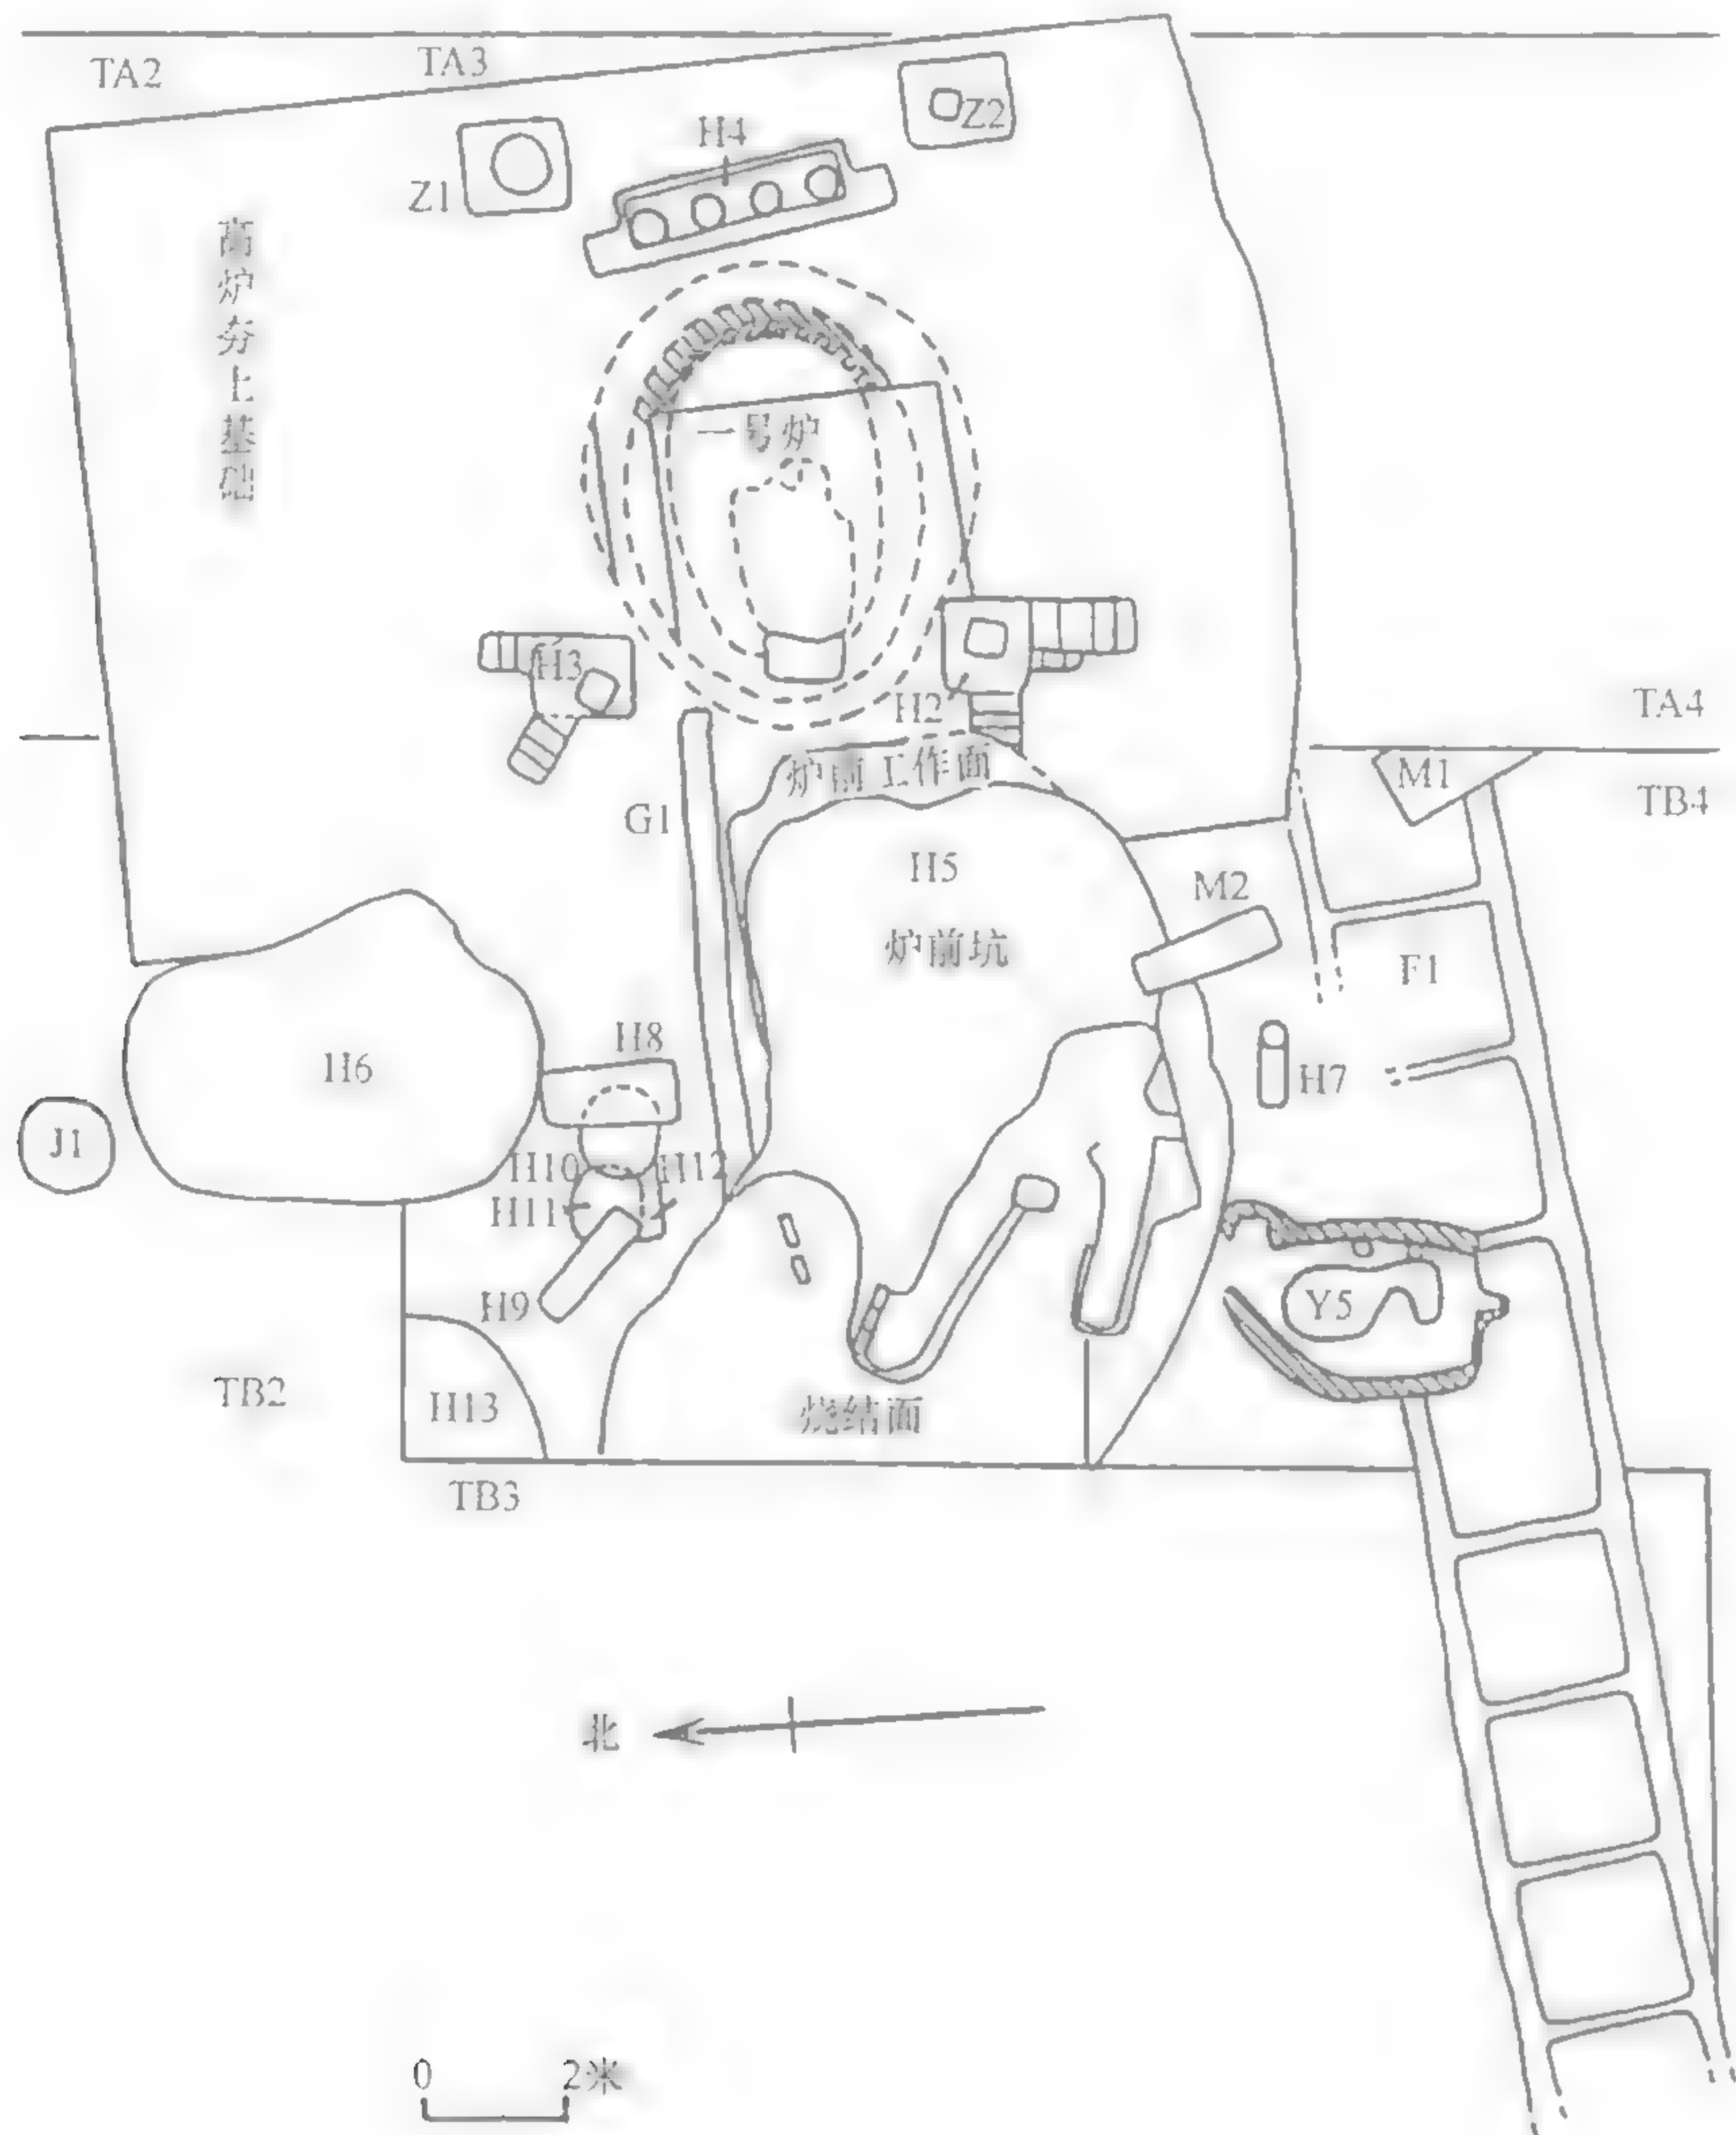 TA2
TA3
Z2
H4
Z1
高炉夯土基础
一号炉
H3
H2
TA4
炉前工作面
M1
TB4
G1
H5
M2
炉前坑
F1
H8
H6
H7
J1
H10
H12
H11
H9
Y5
TB2
H13
烧结面
TB3
北
0 2米